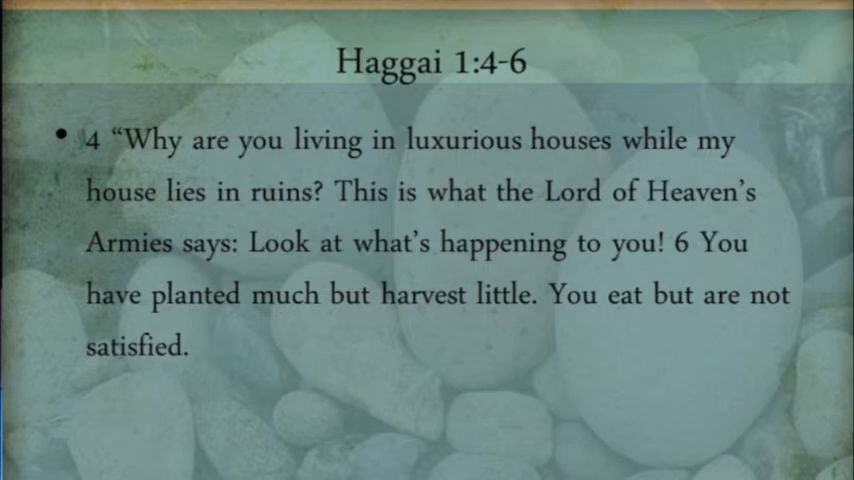 Haggai 1:4-6
• 4 “Why are you living in luxurious houses while my
house lies in ruins? This is what the Lord of Heaven’s
Armies says: Look at what’s happening to you! 6 You
have planted much but harvest little. You eat but are not
satisfied.